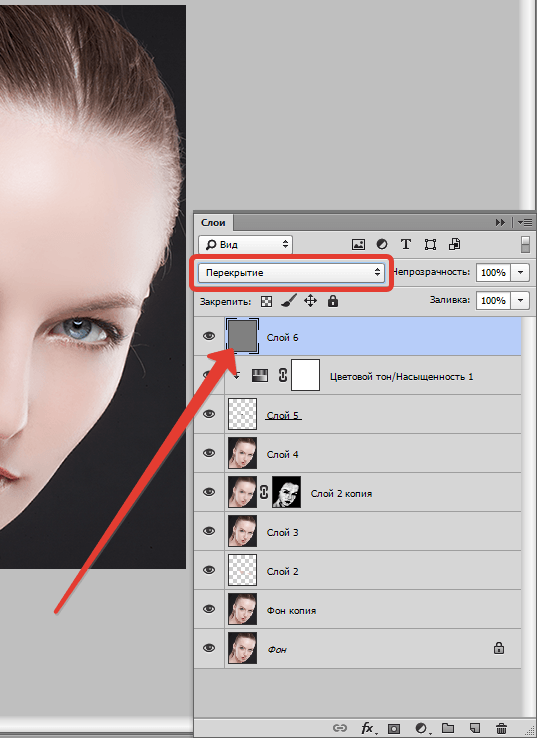 Слои
Вид
Перекрытие
Непрозрачность: 100%
Закрепить:
Заливка: 100%
Слой 6
Цветовой тон/Насыщенность 1
Слой 5
Слой 4
Слой 2 копия
Слой 3
Слой 2
Фон копия
Фон
fx